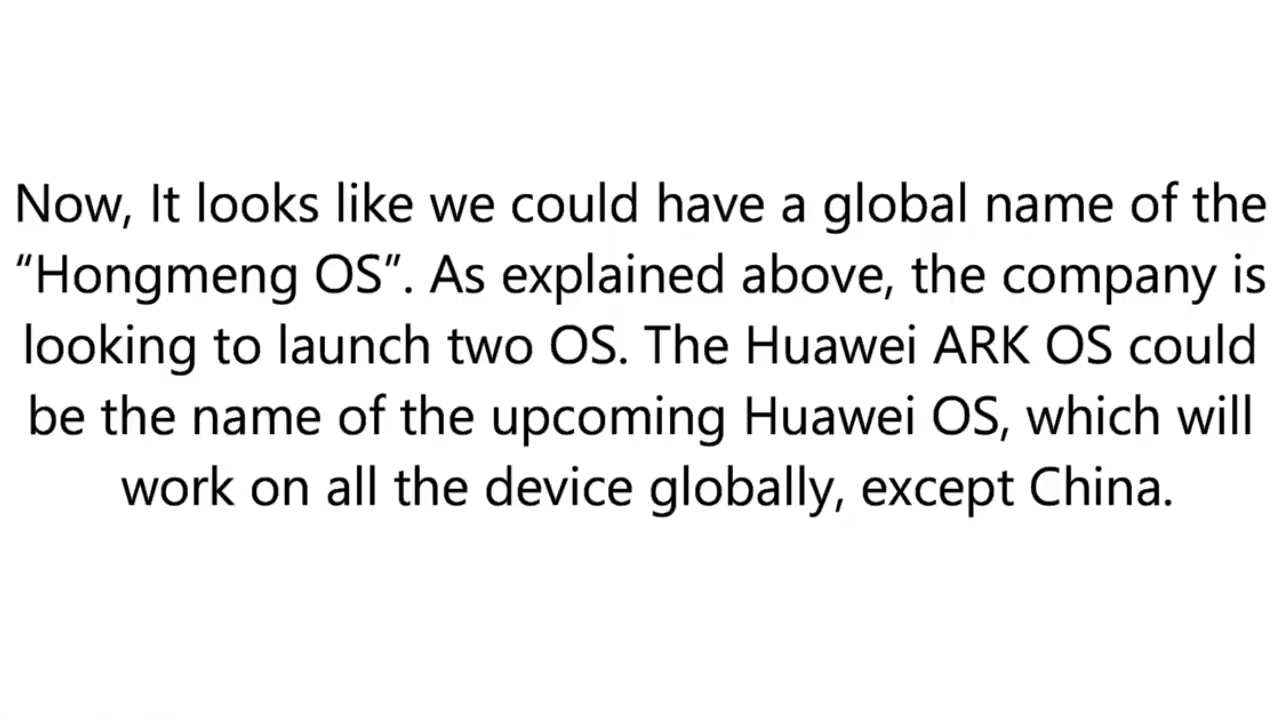 Now, It looks like we could have a global name of the
“Hongmeng OS”. As explained above, the company is
looking to launch two OS. The Huawei ARK OS could
be the name of the upcoming Huawei OS, which will
work on all the device globally, except China.